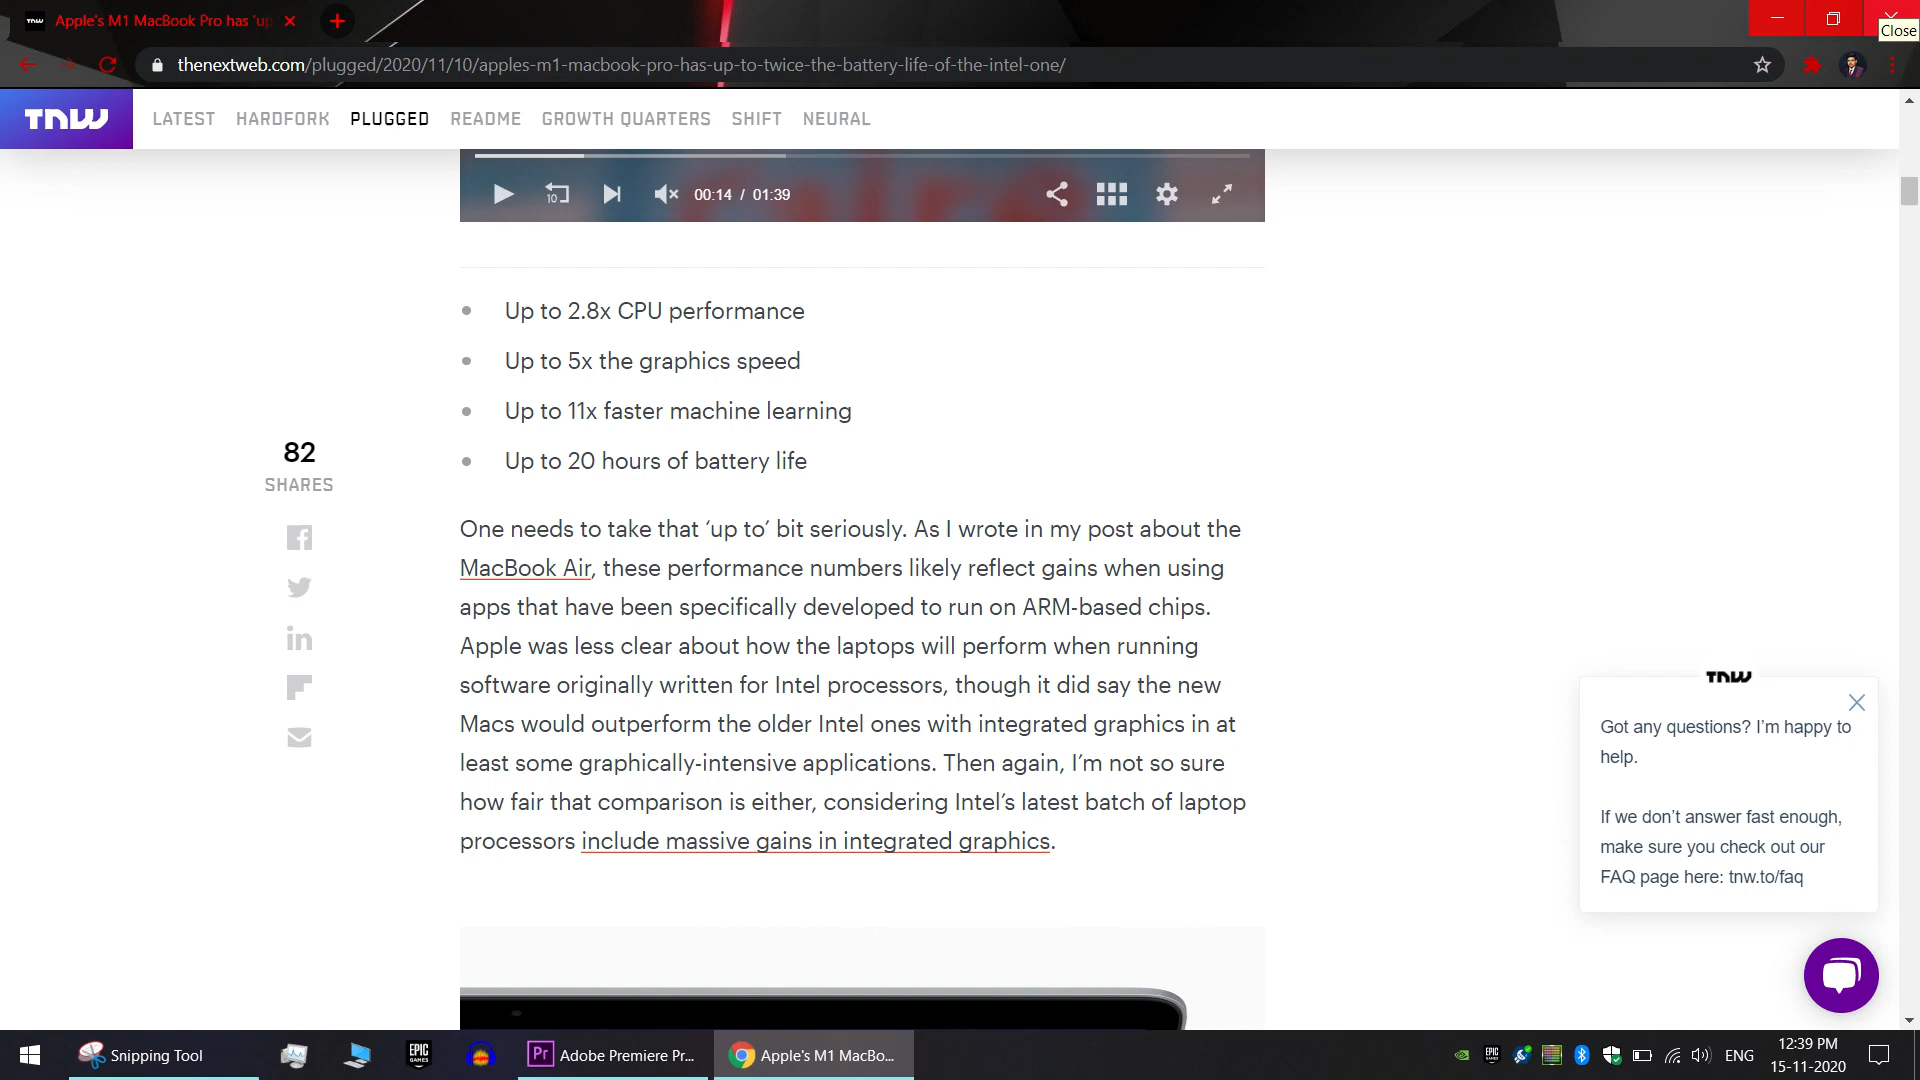 TNW Apple's M1 MacBook Pro has 'up
Close
thenextweb.com/plugged/2020/11/10/apples-m1-macbook-pro-has-up-to-twice-the-battery-life-of-the-intel-one/
TNW LATEST HARDFORK PLUGGED README GROWTH QUARTERS SHIFT NEURAL
10 00:14 / 01:39
Up to 2.8x CPU performance
Up to 5x the graphics speed
Up to 11x faster machine learning
Up to 20 hours of battery life
82
SHARES
One needs to take that ‘up to’ bit seriously. As I wrote in my post about the
MacBook Air, these performance numbers likely reflect gains when using
apps that have been specifically developed to run on ARM-based chips.
Apple was less clear about how the laptops will perform when running
software originally written for Intel processors, though it did say the new
Macs would outperform the older Intel ones with integrated graphics in at
least some graphically-intensive applications. Then again, I’m not so sure
how fair that comparison is either, considering Intel’s latest batch of laptop
processors include massive gains in integrated graphics.
TNW
Got any questions? I’m happy to
help.
If we don’t answer fast enough,
make sure you check out our
FAQ page here: tnw.to/faq
Snipping Tool
EPIC GAMES
Pr Adobe Premiere Pr...
Apple's M1 MacBo...
EPIC GAMES
ENG
12:39 PM
15-11-2020